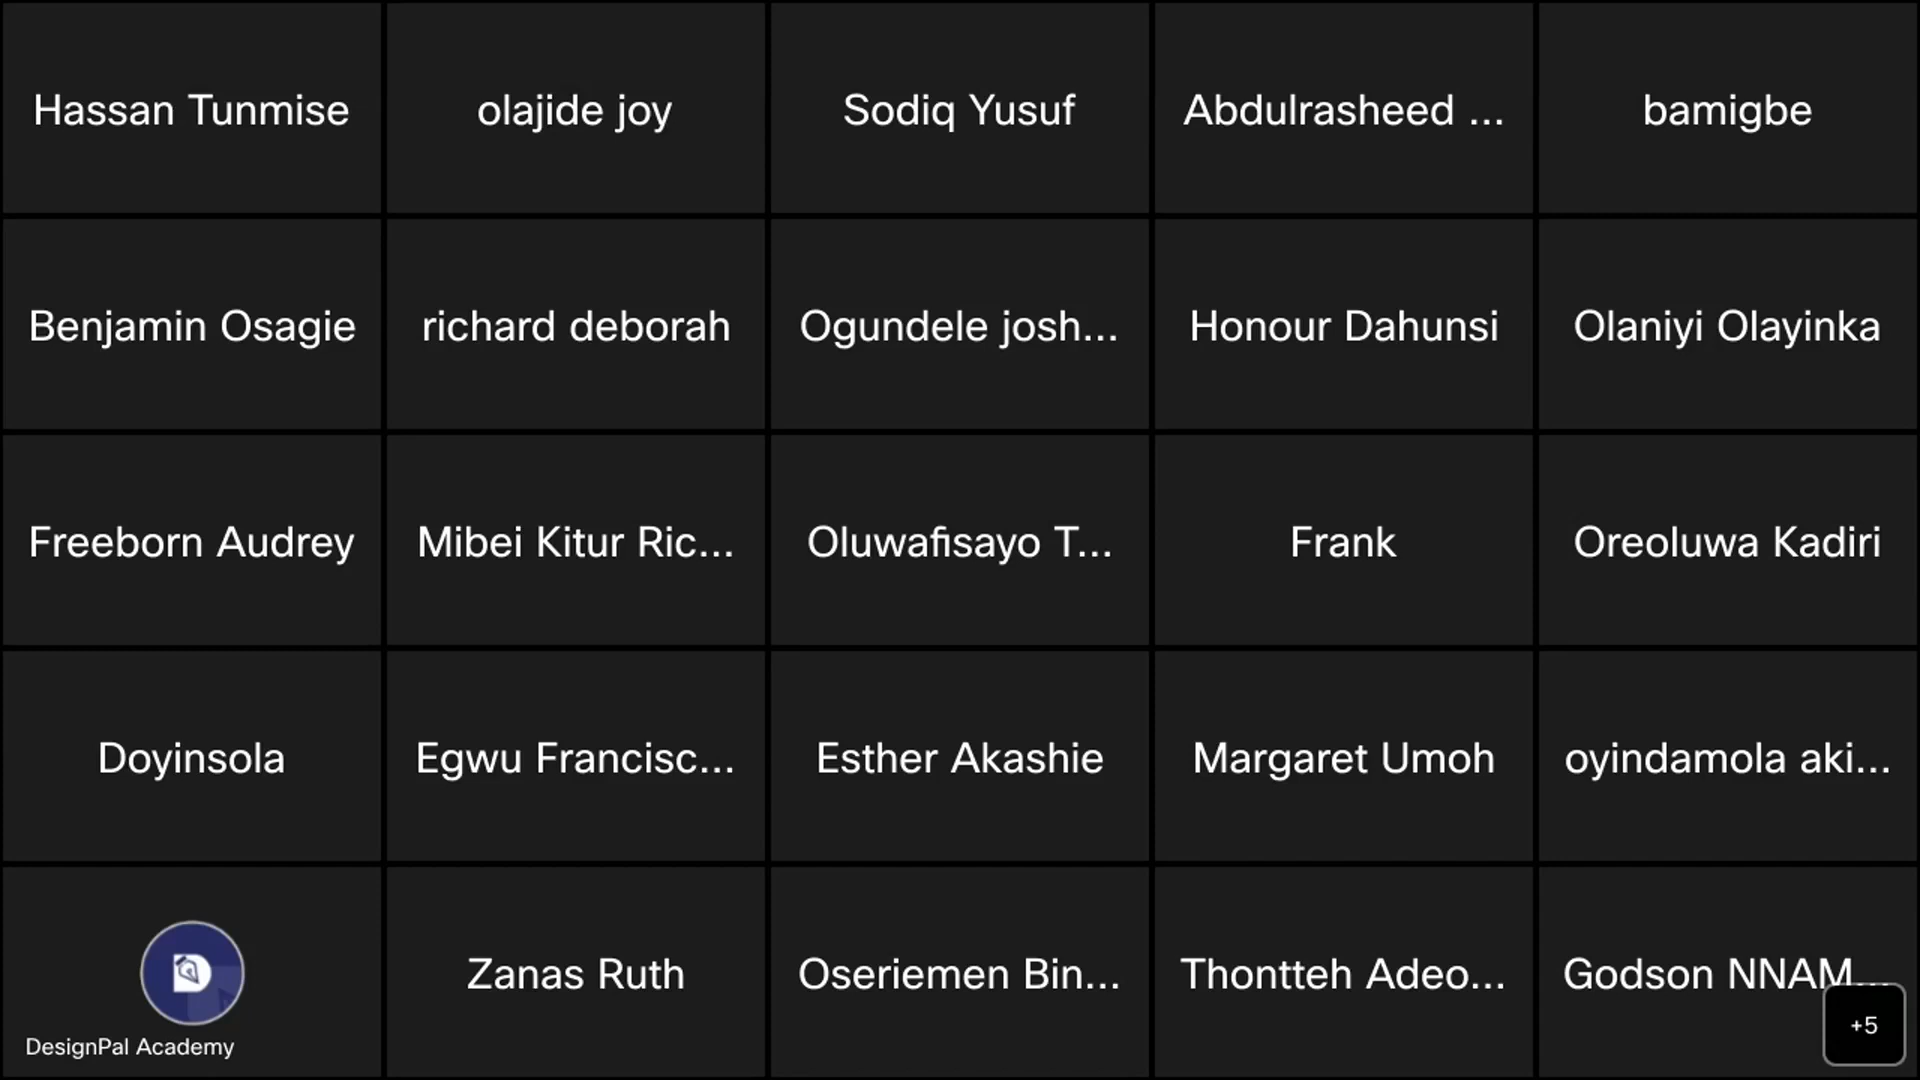 Hassan Tunmise
olajide joy
Sodiq Yusuf
Abdulrasheed ...
bamigbe
Benjamin Osagie
richard deborah
Ogundele josh...
Honour Dahunsi
Olaniyi Olayinka
Freeborn Audrey
Mibei Kitur Ric...
Oluwafisayo T...
Frank
Oreoluwa Kadiri
Doyinsola
Egwu Francisc...
Esther Akashie
Margaret Umoh
oyindamola aki...
DesignPal Academy
Zanas Ruth
Oseriemen Bin...
Thontteh Adeo...
Godson NNAM...
+5